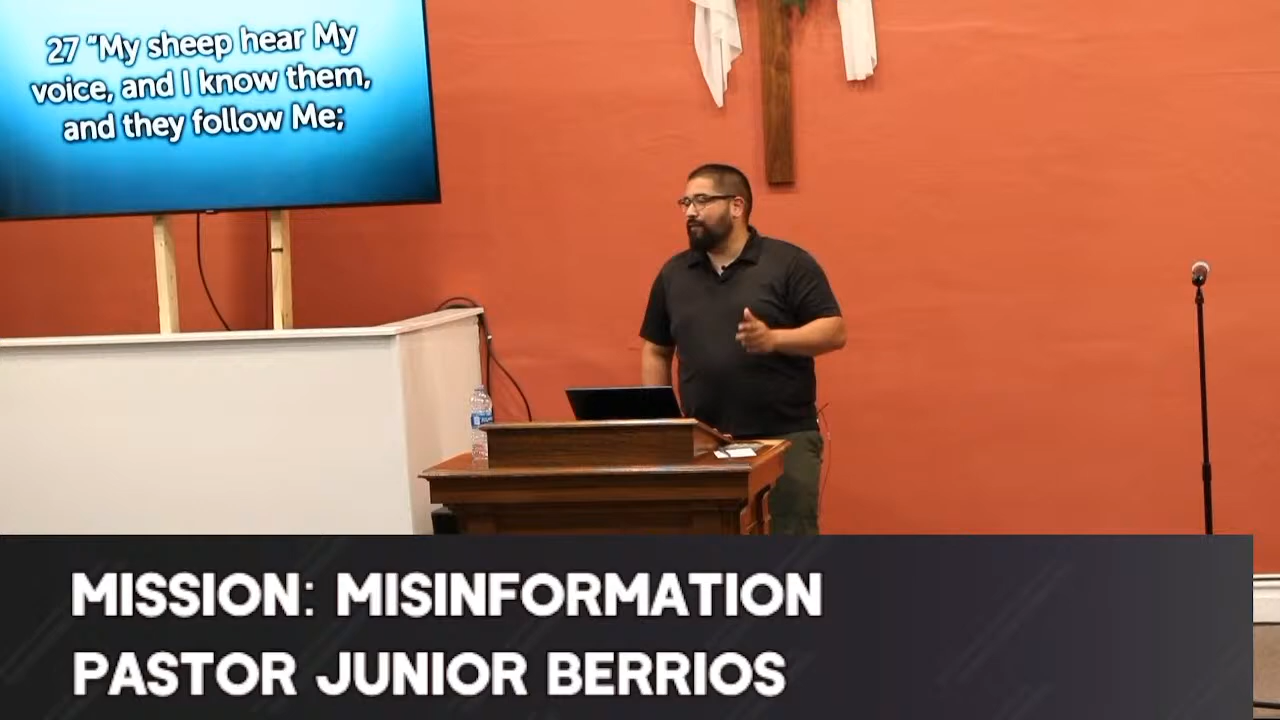 27 “My sheep hear My
voice, and I know them,
and they follow Me;
MISSION: MISINFORMATION
PASTOR JUNIOR BERRIOS